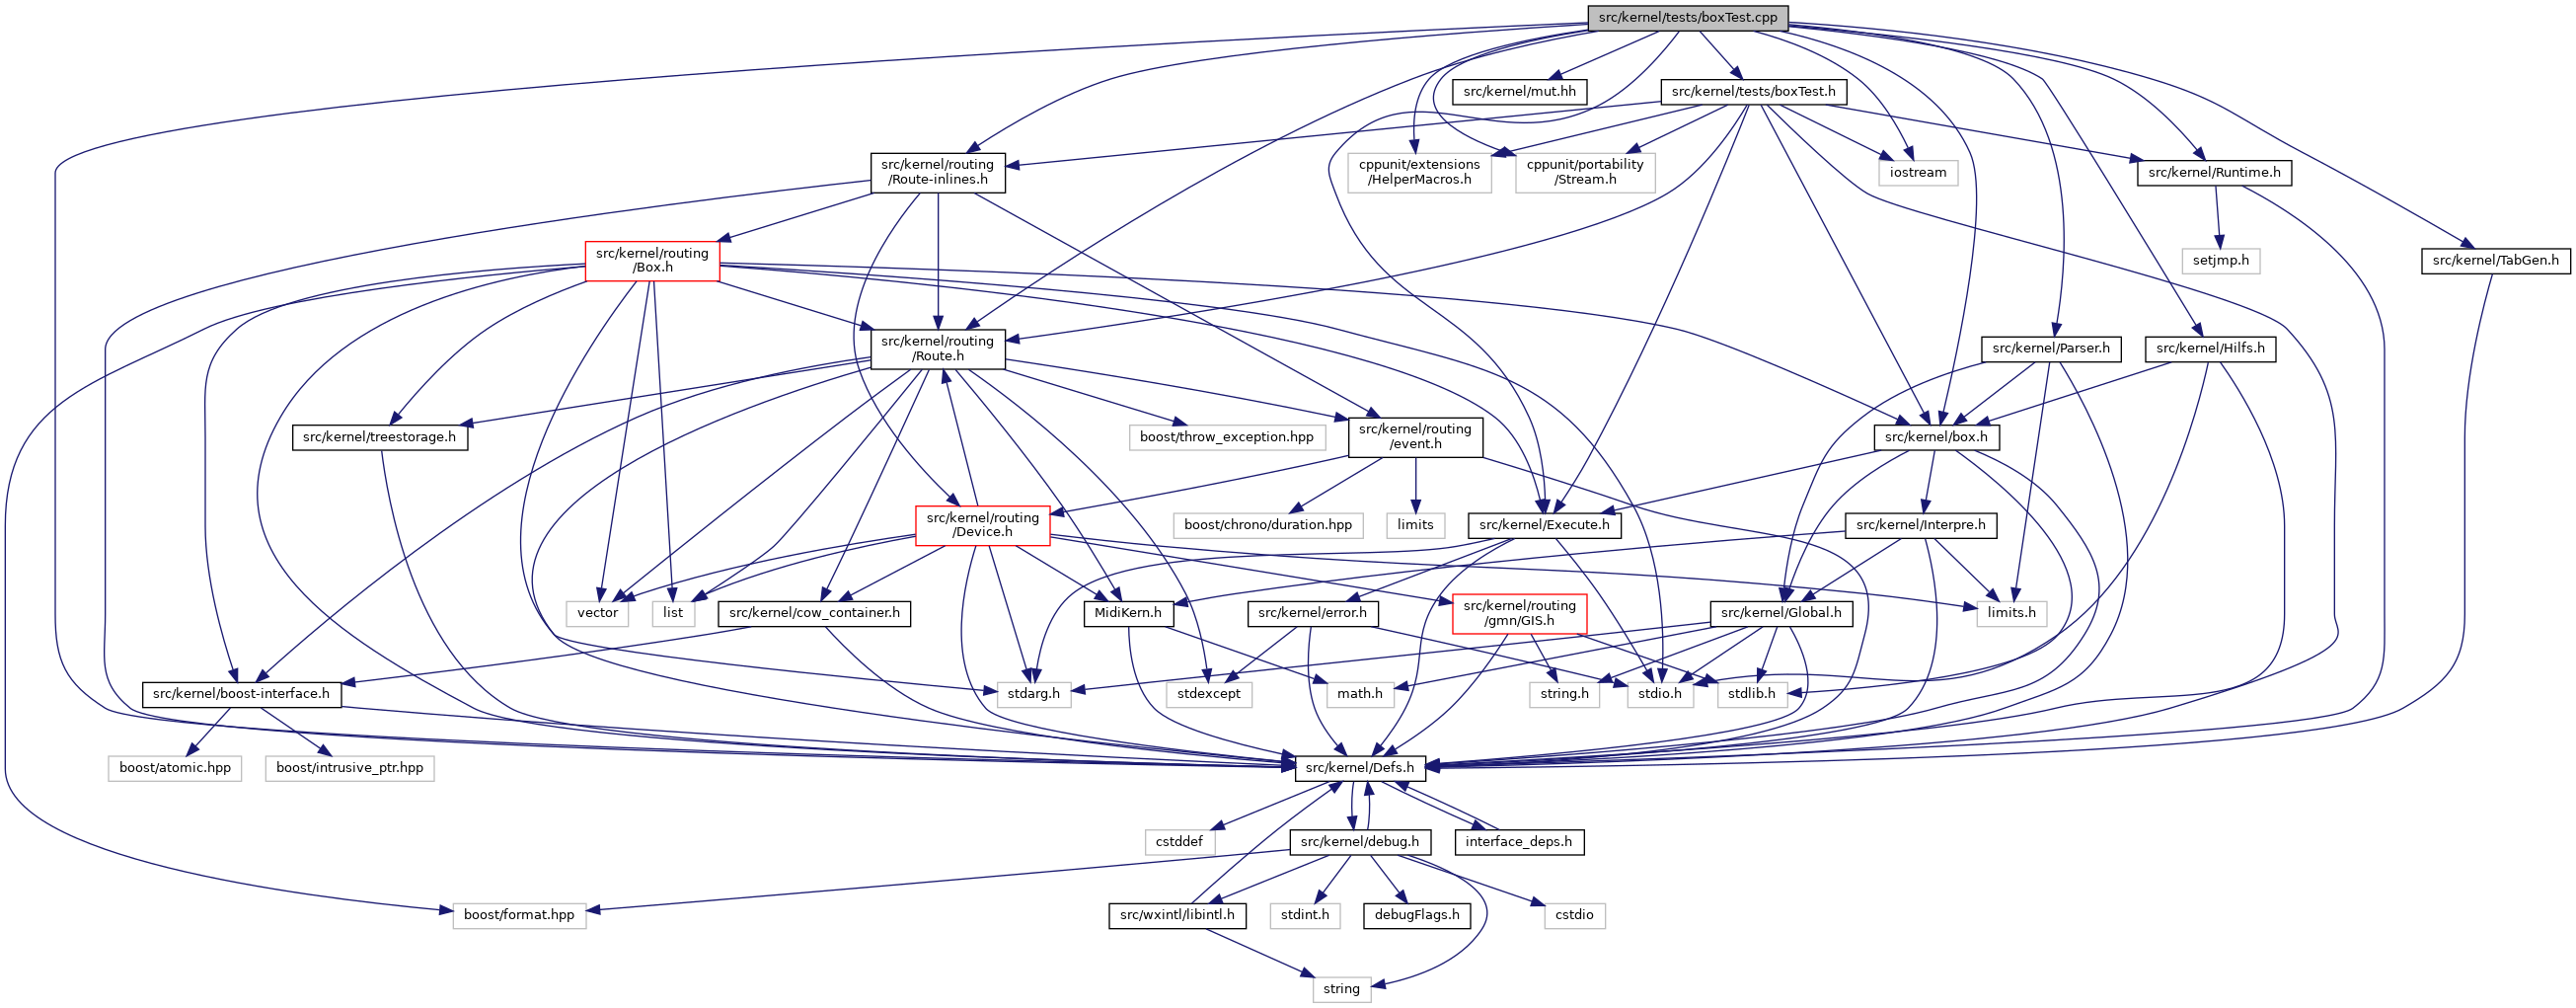 src/kernel/tests/boxTest.cpp
src/kernel/mut.hh
src/kernel/tests/boxTest.h
src/kernel/routing
/Route-inlines.h
cppunit/extensions
/HelperMacros.h
cppunit/portability
/Stream.h
iostream
src/kernel/Runtime.h
src/kernel/routing
/Box.h
setjmp.h
src/kernel/TabGen.h
src/kernel/routing
/Route.h
src/kernel/Parser.h
src/kernel/Hilfs.h
src/kernel/treestorage.h
boost/throw_exception.hpp
src/kernel/routing
/event.h
src/kernel/box.h
src/kernel/routing
/Device.h
boost/chrono/duration.hpp
limits
src/kernel/Execute.h
src/kernel/Interpre.h
vector
list
src/kernel/cow_container.h
MidiKern.h
src/kernel/error.h
src/kernel/routing
/gmn/GIS.h
src/kernel/Global.h
limits.h
src/kernel/boost-interface.h
stdarg.h
stdexcept
math.h
string.h
stdio.h
stdlib.h
boost/atomic.hpp
boost/intrusive_ptr.hpp
src/kernel/Defs.h
cstddef
src/kernel/debug.h
interface_deps.h
boost/format.hpp
src/wxintl/libintl.h
stdint.h
debugFlags.h
cstdio
string